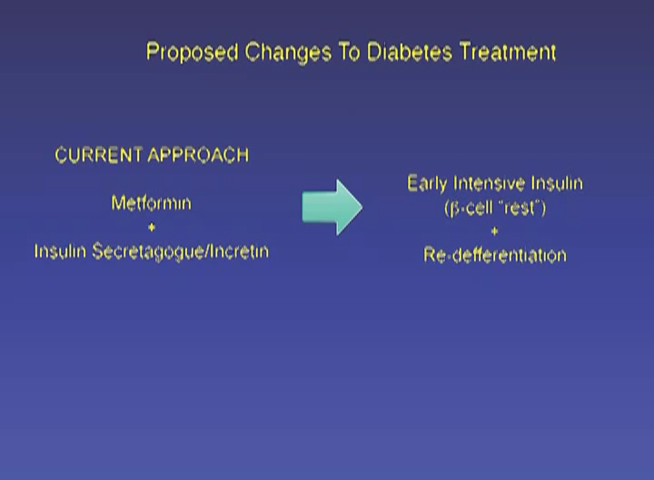 Proposed Changes To Diabetes Treatment
CURRENT APPROACH
Metformin
+
Insulin Secretagogue/Incretin
Early Intensive Insulin
(β-cell "rest")
+
Re-defferentiation